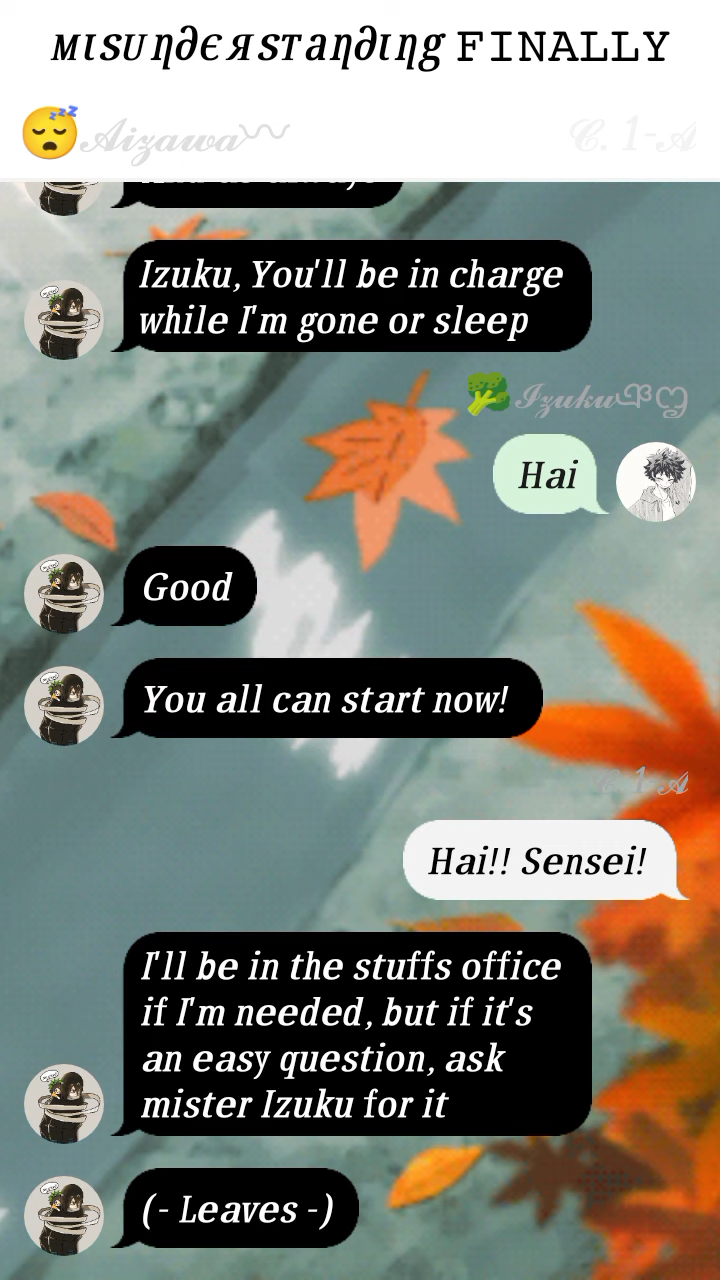 MISUNDERSTANDING FINALLY
Aizawa
C. 1-A
Izuku, You'll be in charge
while I'm gone or sleep
Izuku
Hai
Good
You all can start now!
C. 1-A
Hai!! Sensei!
I'll be in the stuffs office
if I'm needed, but if it's
an easy question, ask
mister Izuku for it
(- Leaves -)